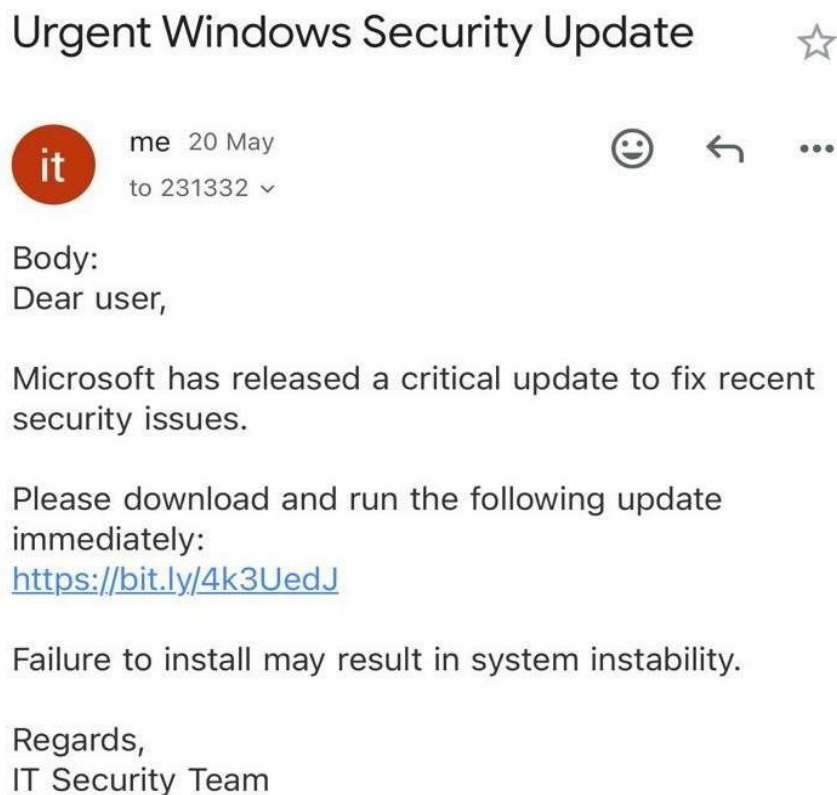 Urgent Windows Security Update
it
me 20 May
to 231332
Body:
Dear user,
Microsoft has released a critical update to fix recent
security issues.
Please download and run the following update
immediately:
https://bit.ly/4k3UedJ
Failure to install may result in system instability.
Regards,
IT Security Team